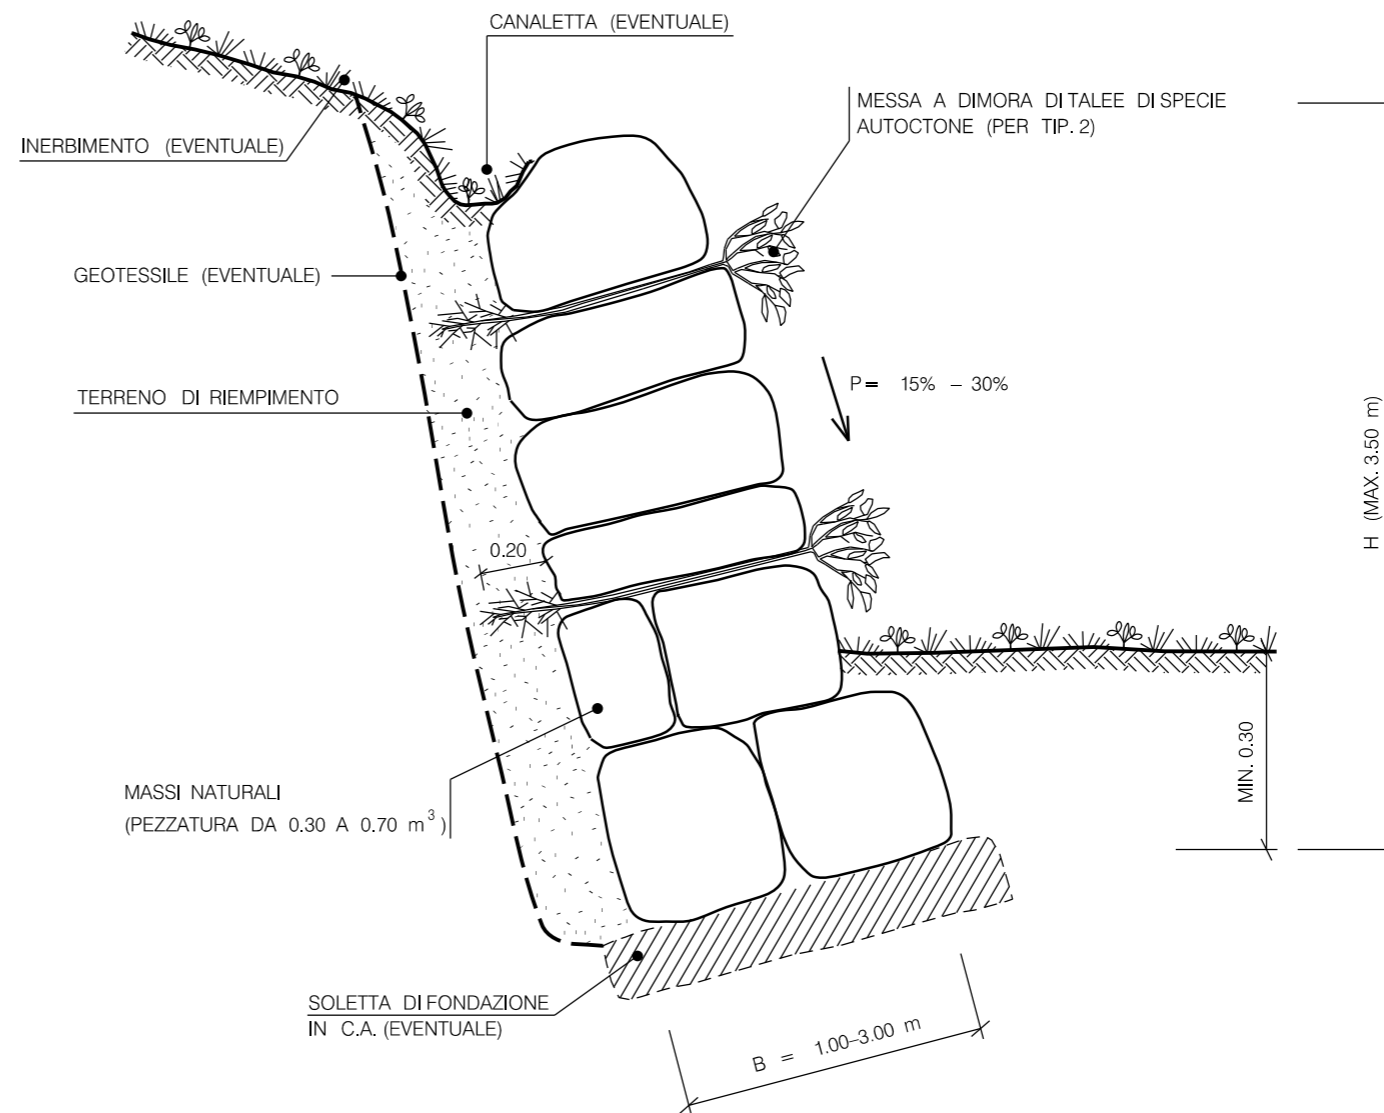 CANALETTA (EVENTUALE)
MESSA A DIMORA DI TALEE DI SPECIE
AUTOCTONE (PER TIP. 2)
INERBIMENTO (EVENTUALE)
GEOTESSILE (EVENTUALE)
TERRENO DI RIEMPIMENTO
P= 15% – 30%
H (MAX. 3.50 m)
0.20
MIN. 0.30
MASSI NATURALI
(PEZZATURA DA 0.30 A 0.70 m³)
SOLETTA DI FONDAZIONE
IN C.A. (EVENTUALE)
B = 1.00–3.00 m